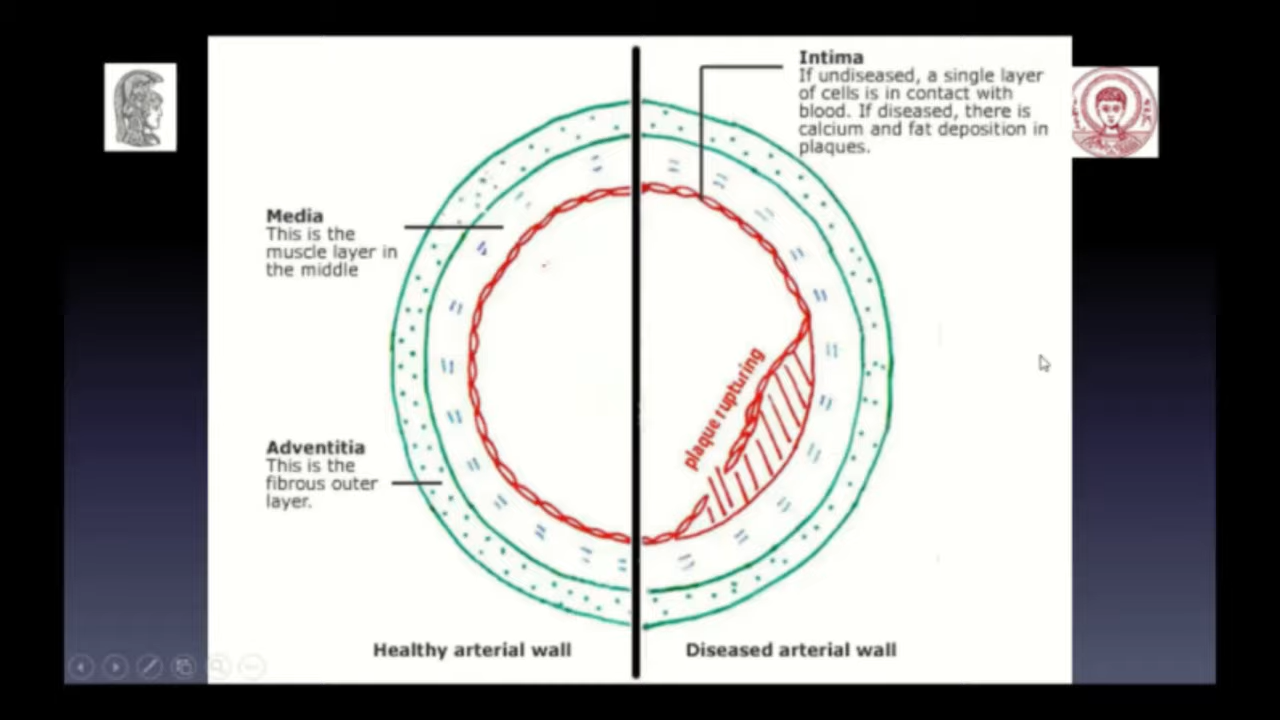 Intima
If undiseased, a single layer
of cells is in contact with
blood. If diseased, there is
calcium and fat deposition in
plaques.
Media
This is the
muscle layer in
the middle
plaque rupturing
Adventitia
This is the
fibrous outer
layer.
Healthy arterial wall
Diseased arterial wall